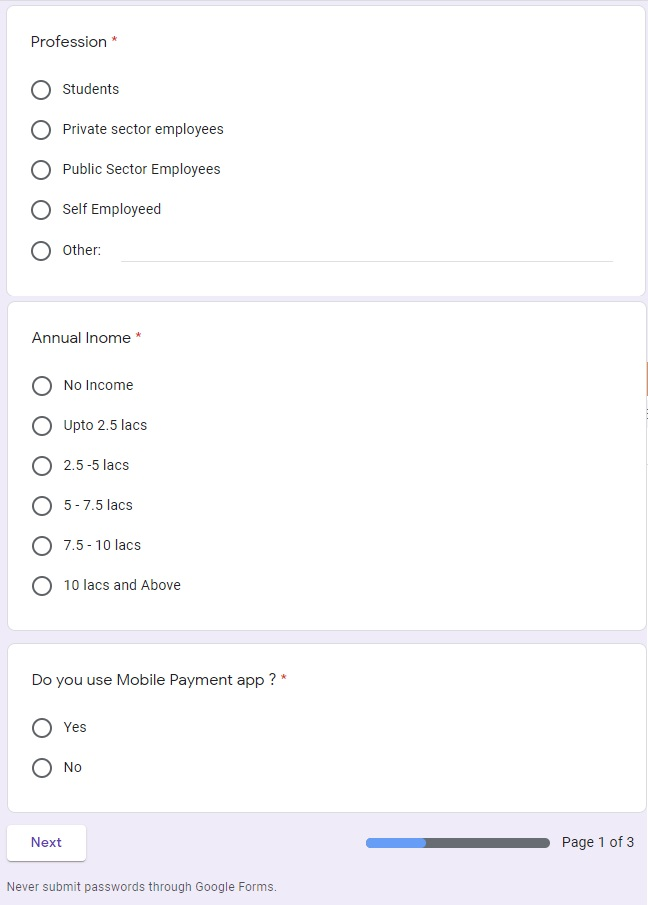 Profession *
Students
Private sector employees
Public Sector Employees
Self Employeed
Other:
Annual Inome *
No Income
Upto 2.5 lacs
2.5 -5 lacs
5 - 7.5 lacs
7.5 - 10 lacs
10 lacs and Above
Do you use Mobile Payment app ? *
Yes
No
Next
Page 1 of 3
Never submit passwords through Google Forms.